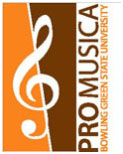 PRO MUSICA
BOWLING GREEN STATE UNIVERSITY